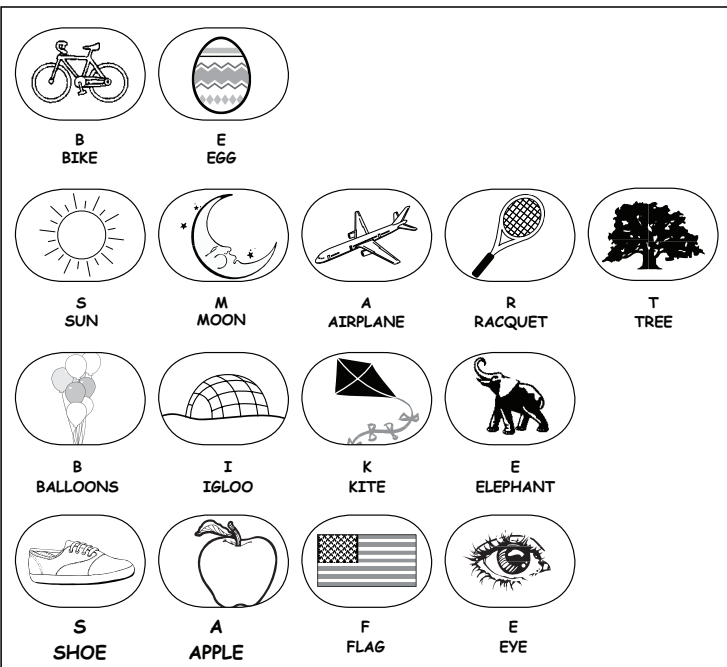 B E
BIKE EGG
S M A R T
SUN MOON AIRPLANE RACQUET TREE
B I K E
BALLOONS IGLOO KITE ELEPHANT
S A F E
SHOE APPLE FLAG EYE